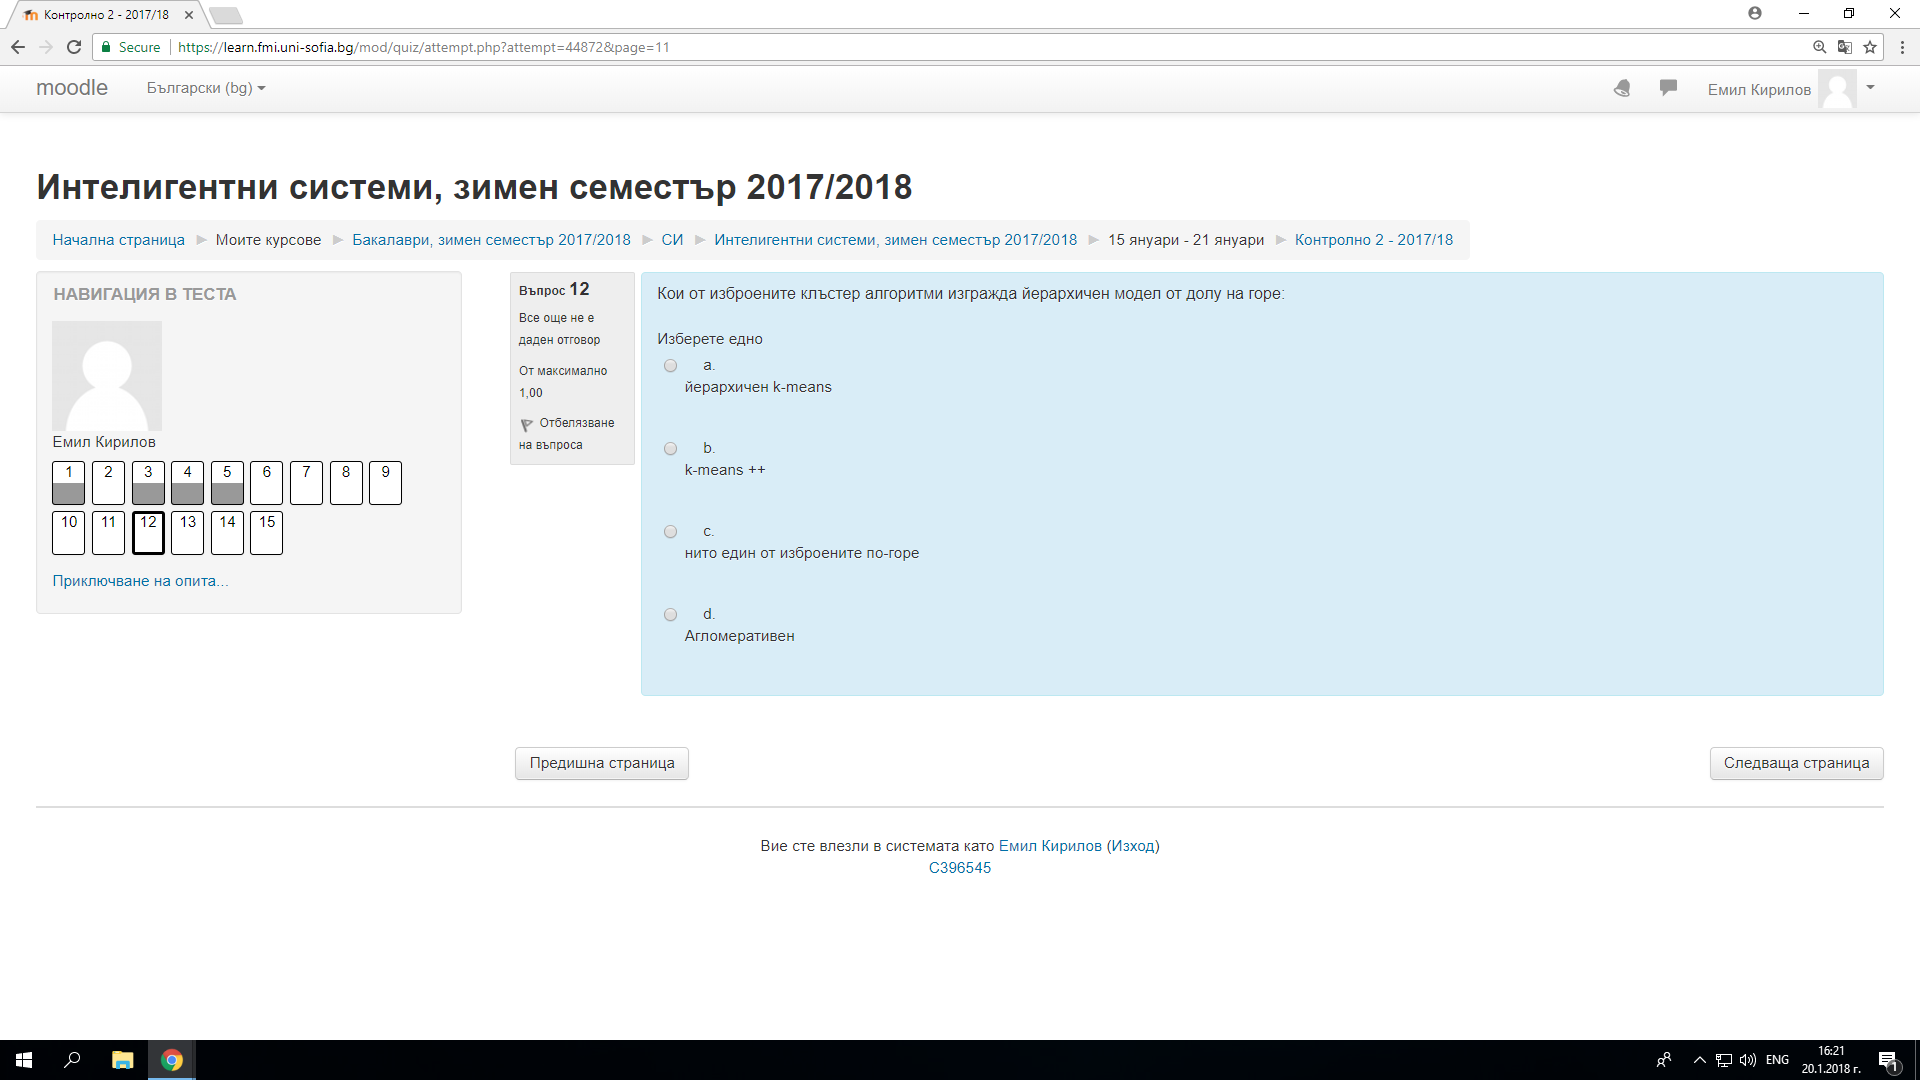 Контролно 2 - 2017/18
Secure
https://learn.fmi.uni-sofia.bg/mod/quiz/attempt.php?attempt=44872&page=11
moodle
Български (bg)
Емил Кирилов
Интелигентни системи, зимен семестър 2017/2018
Начална страница ► Моите курсове ► Бакалаври, зимен семестър 2017/2018 ► СИ ► Интелигентни системи, зимен семестър 2017/2018 ► 15 януари - 21 януари ► Контролно 2 - 2017/18
НАВИГАЦИЯ В ТЕСТА
Емил Кирилов
1 2 3 4 5 6 7 8 9
10 11 12 13 14 15
Приключване на опита...
Въпрос 12
Все още не е
даден отговор
От максимално
1,00
Отбелязване
на въпроса
Кои от изброените клъстер алгоритми изгражда йерархичен модел от долу на горе:
Изберете едно
a.
йерархичен k-means
b.
k-means ++
c.
нито един от изброените по-горе
d.
Агломеративен
Предишна страница
Следваща страница
Вие сте влезли в системата като Емил Кирилов (Изход)
С396545
ENG
16:21
20.1.2018 г.
1